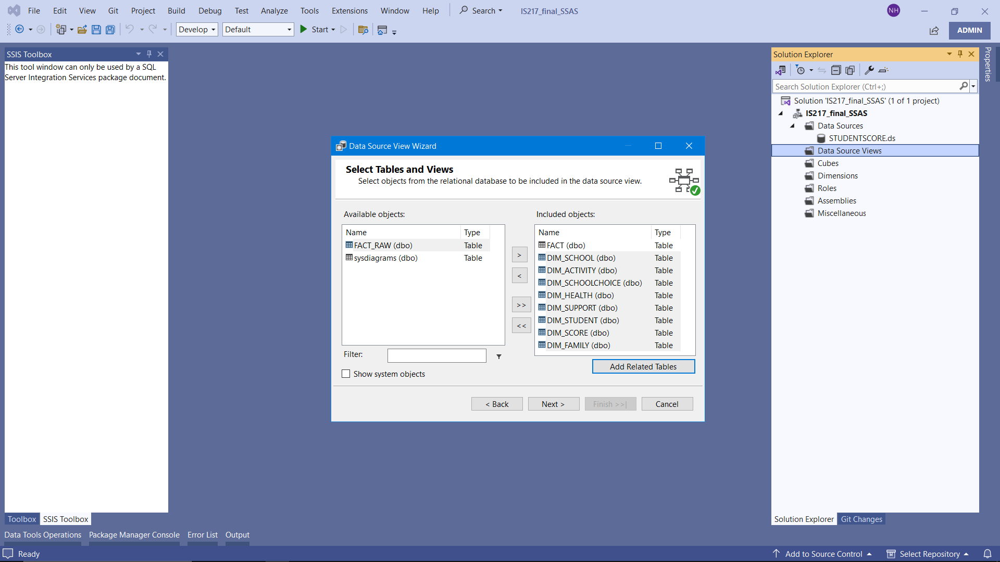 File Edit View Git Project Build Debug Test Analyze Tools Extensions Window Help Search IS217_final_SSAS NH
Develop Default Start ADMIN
SSIS Toolbox
This tool window can only be used by a SQL
Server Integration Services package document.
Data Source View Wizard
Select Tables and Views
Select objects from the relational database to be included in the data source view.
Available objects:
Name Type
FACT_RAW (dbo) Table
sysdiagrams (dbo) Table
Filter:
Show system objects
>
<
>>
<<
Included objects:
Name Type
FACT (dbo) Table
DIM_SCHOOL (dbo) Table
DIM_ACTIVITY (dbo) Table
DIM_SCHOOLCHOICE (dbo) Table
DIM_HEALTH (dbo) Table
DIM_SUPPORT (dbo) Table
DIM_STUDENT (dbo) Table
DIM_SCORE (dbo) Table
DIM_FAMILY (dbo) Table
Add Related Tables
< Back Next > Finish >>| Cancel
Solution Explorer
Search Solution Explorer (Ctrl+;)
Solution 'IS217_final_SSAS' (1 of 1 project)
IS217_final_SSAS
Data Sources
STUDENTSCORE.ds
Data Source Views
Cubes
Dimensions
Roles
Assemblies
Miscellaneous
Properties
Toolbox SSIS Toolbox
Solution Explorer Git Changes
Data Tools Operations Package Manager Console Error List Output
Ready Add to Source Control Select Repository